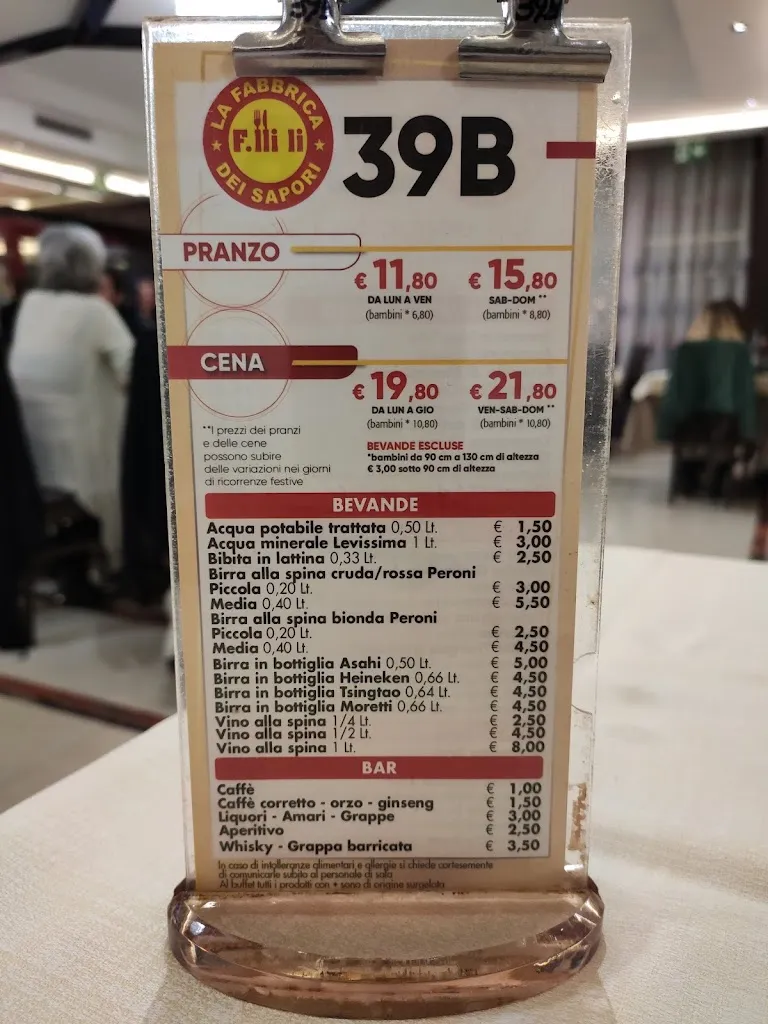 LA FABBRICA
F.lli li
DEI SAPORI
39B
PRANZO
€ 11,80 € 15,80
DA LUN A VEN SAB-DOM **
(bambini * 6,80) (bambini * 8,80)
CENA
€ 19,80 € 21,80
DA LUN A GIO VEN-SAB-DOM **
(bambini * 10,80) (bambini * 10,80)
**I prezzi dei pranzi
e delle cene
possono subire
delle variazioni nei giorni
di ricorrenze festive
BEVANDE ESCLUSE
*bambini da 90 cm a 130 cm di altezza
€ 3,00 sotto 90 cm di altezza
BEVANDE
Acqua potabile trattata 0,50 Lt. € 1,50
Acqua minerale Levissima 1 Lt. € 3,00
Bibita in lattina 0,33 Lt. € 2,50
Birra alla spina cruda/rossa Peroni
Piccola 0,20 Lt. € 3,00
Media 0,40 Lt. € 5,50
Birra alla spina bionda Peroni
Piccola 0,20 Lt. € 2,50
Media 0,40 Lt. € 4,50
Birra in bottiglia Asahi 0,50 Lt. € 5,00
Birra in bottiglia Heineken 0,66 Lt. € 4,50
Birra in bottiglia Tsingtao 0,64 Lt. € 4,50
Birra in bottiglia Moretti 0,66 Lt. € 4,50
Vino alla spina 1/4 Lt. € 2,50
Vino alla spina 1/2 Lt. € 4,50
Vino alla spina 1 Lt. € 8,00
BAR
Caffè € 1,00
Caffè corretto - orzo - ginseng € 1,50
Liquori - Amari - Grappe € 3,00
Aperitivo € 2,50
Whisky - Grappa barricata € 3,50
In caso di intolleranze alimentari e allergie si chiede cortesemente
di comunicarle subito al personale di sala
Al buffet tutti i prodotti con * sono di origine surgelata